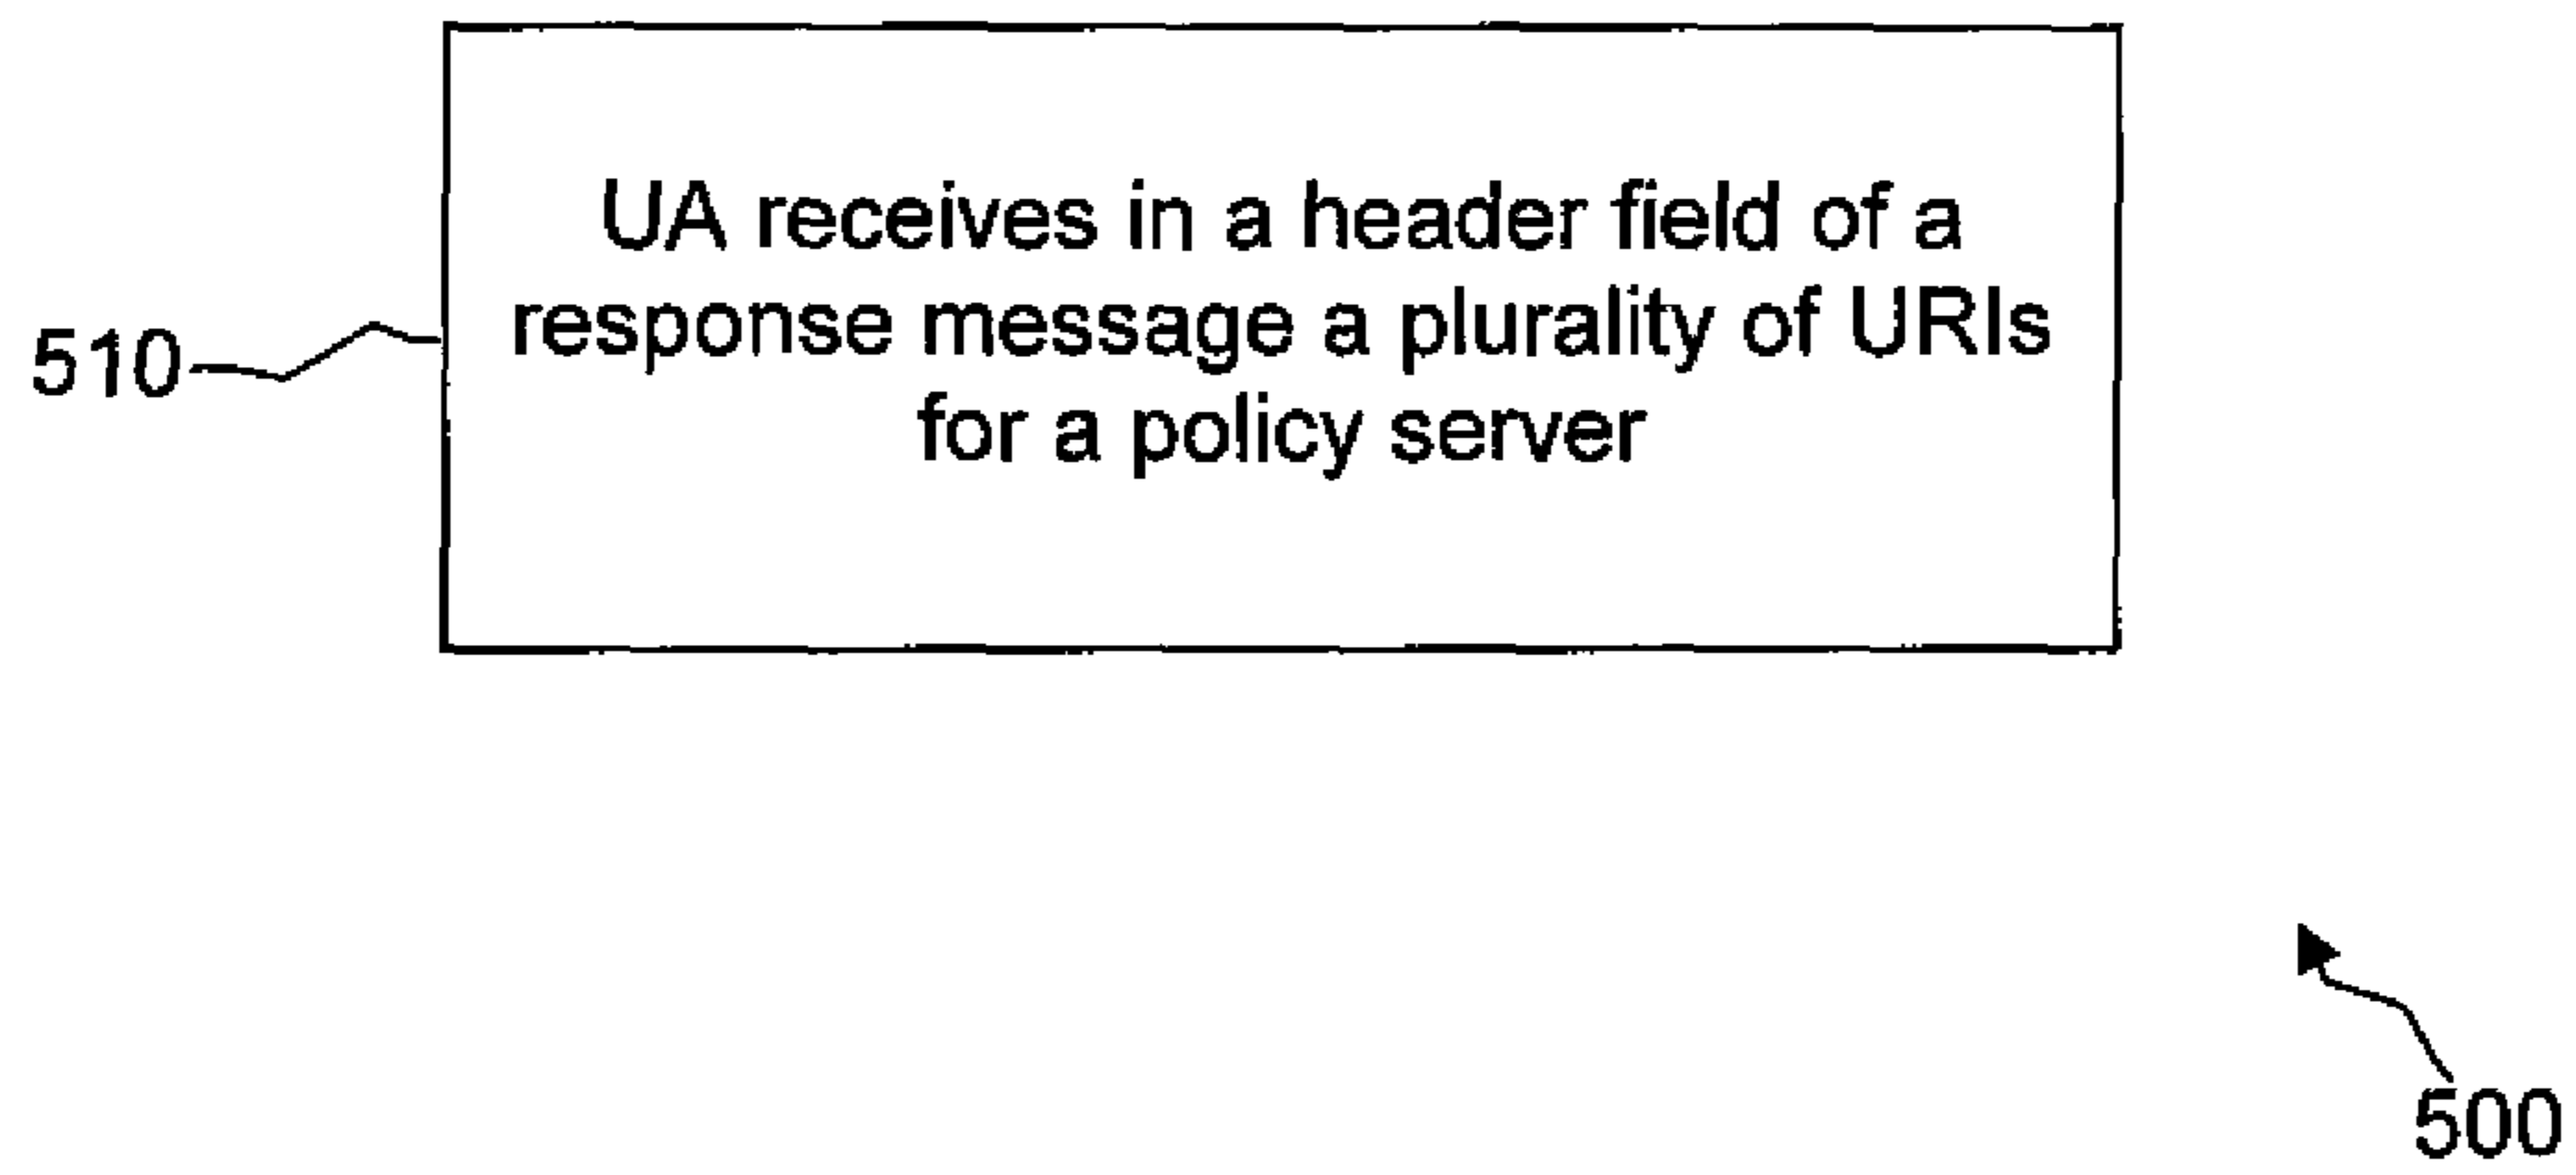 UA receives in a header field of a
response message a plurality of URIs
for a policy server
510
500